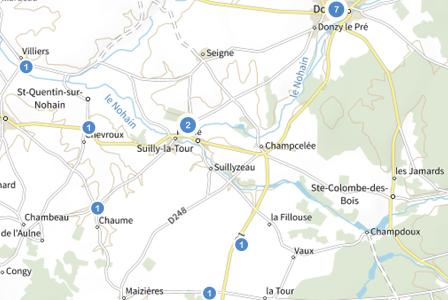 7
Donzy le Pré
Villiers
1
Seigne
St-Quentin-sur-
Nohain
le Nohain
le Nohain
1
Chevroux
2
Suilly-la-Tour
Champcelée
Suillyzeau
les Jamards
Ste-Colombe-des-
Bois
1
D248
Chambeau
Chaume
la Fillouse
de l'Aulne
1
Champdoux
Vaux
Congy
Maizières
1
la Tour